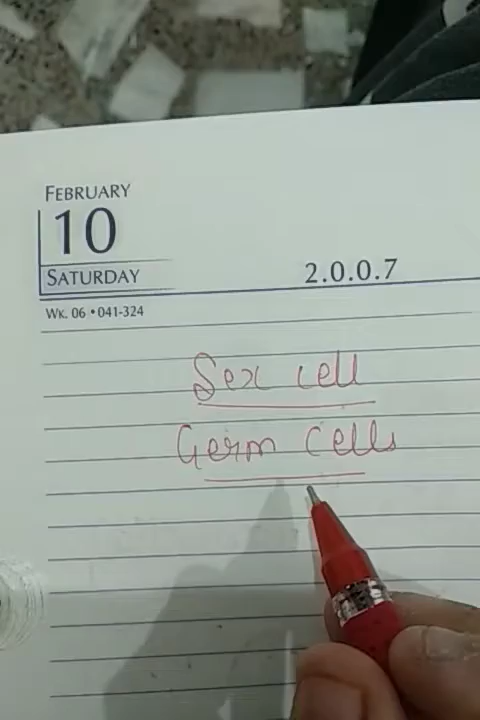 FEBRUARY
10
SATURDAY
2.0.0.7
WK. 06 • 041-324
Sex cell
Germ cells